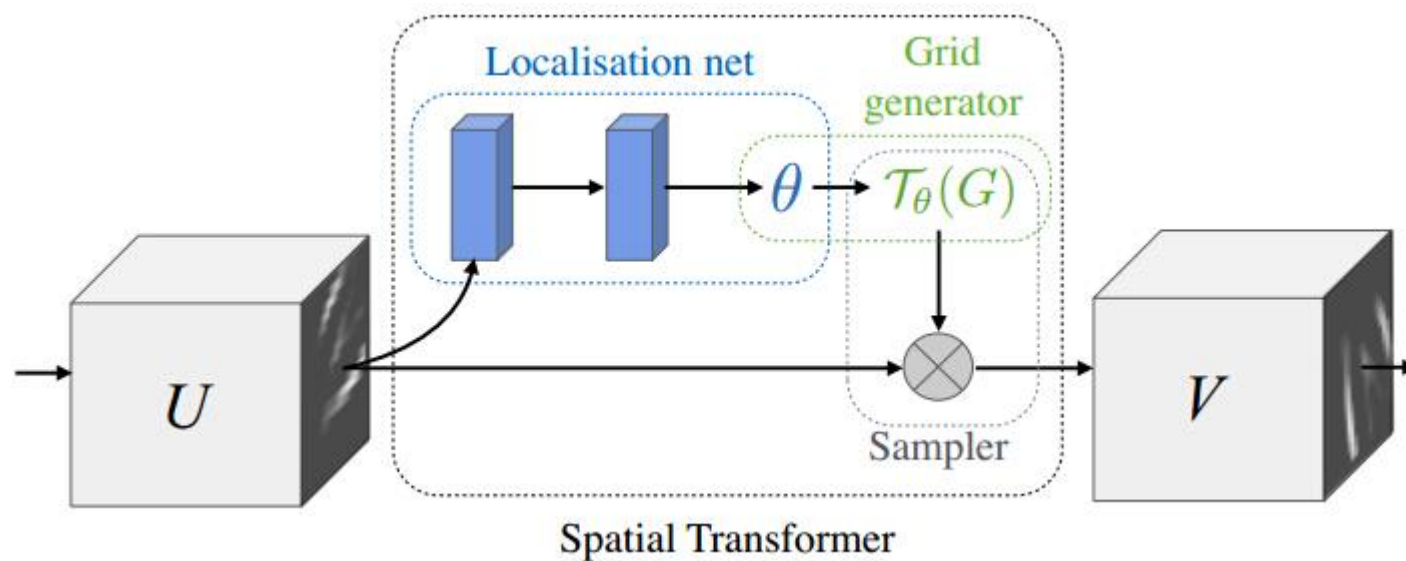 Localisation net
Grid
generator
θ
𝒯θ(G)
U
V
Sampler
Spatial Transformer